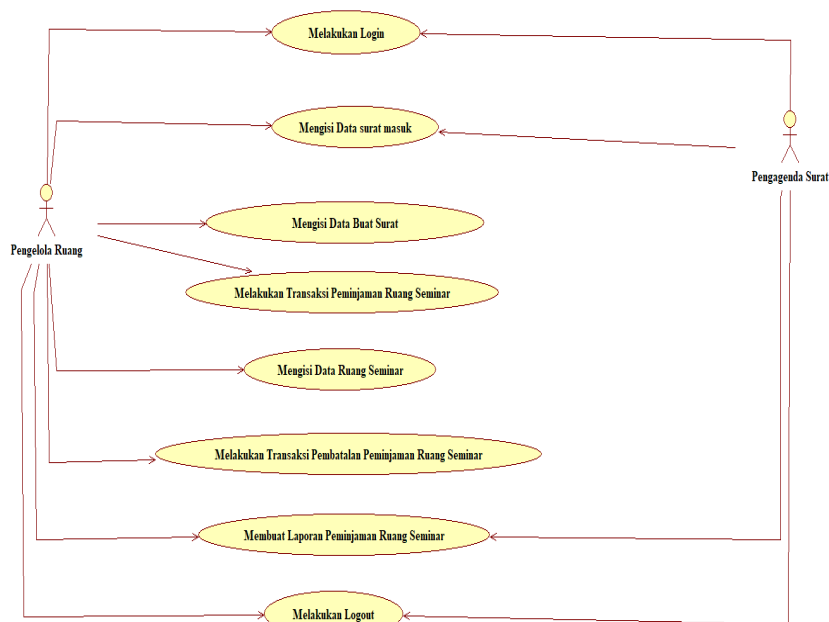 Melakukan Login
Mengisi Data surat masuk
Pengagenda Surat
Mengisi Data Buat Surat
Pengelola Ruang
Melakukan Transaksi Peminjaman Ruang Seminar
Mengisi Data Ruang Seminar
Melakukan Transaksi Pembatalan Peminjaman Ruang Seminar
Membuat Laporan Peminjaman Ruang Seminar
Melakukan Logout